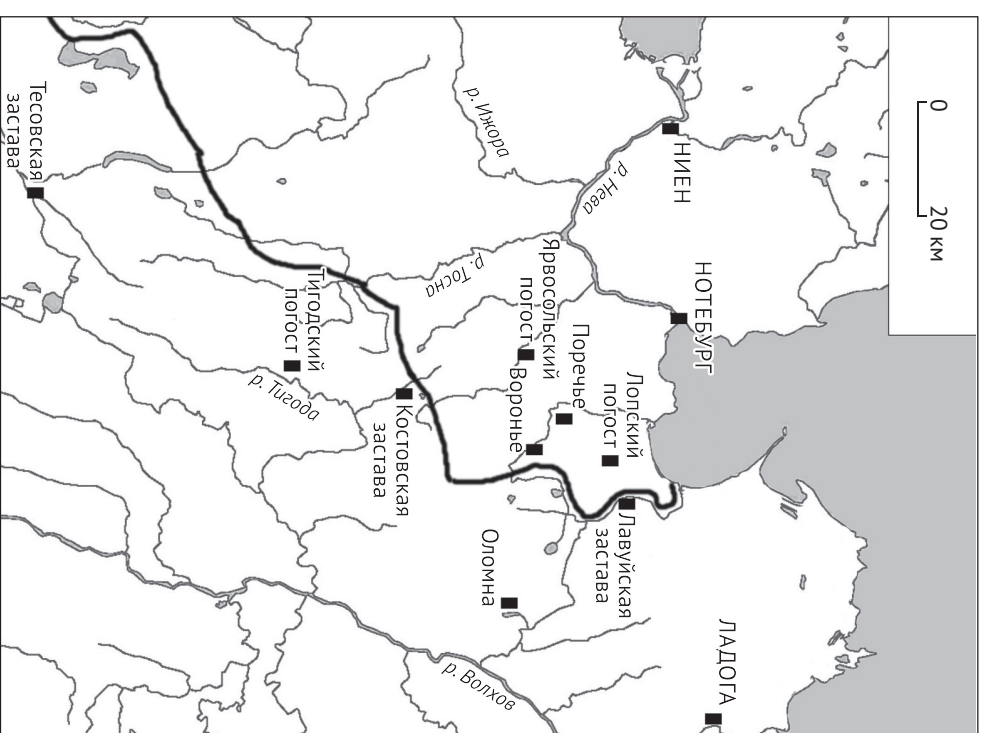 0
20 км
р. Ижора
НИЕН
р. Нева
Тесовская
застава
р. Тосна
НОТЕБУРГ
Ярвосольский
погост
Тигодский
погост
Поречье
Воронье
Лопский
погост
р. Тигода
Костовская
застава
Лавуйская
застава
Оломна
ЛАДОГА
р. Волхов